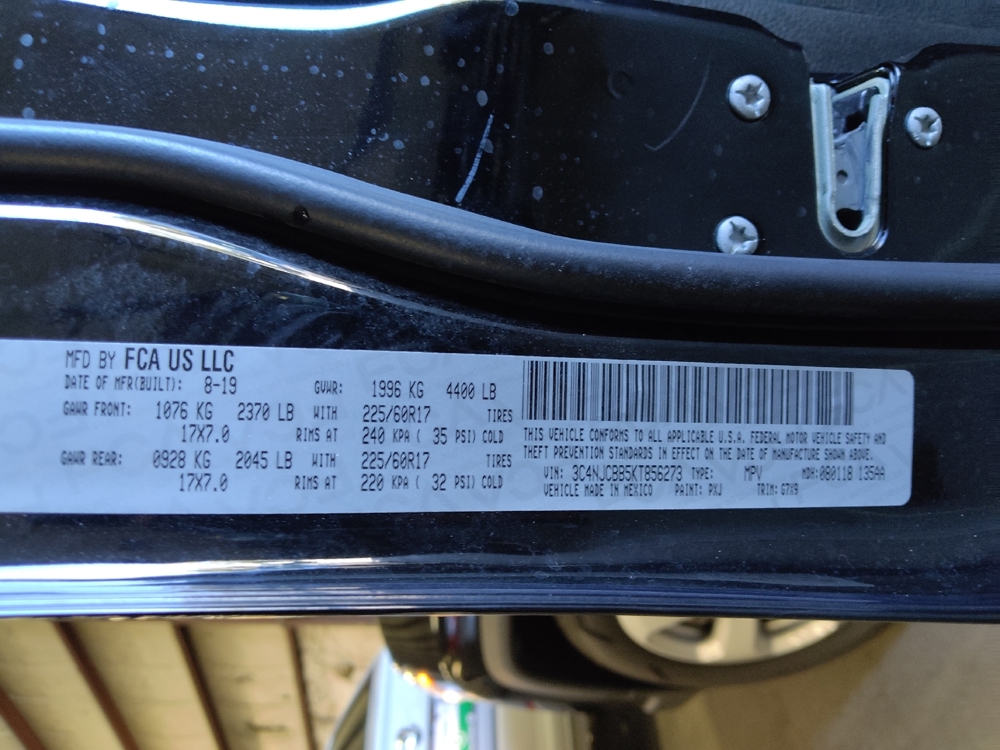 MFD BY FCA US LLC
DATE OF MFR(BUILT): 8-19 GVWR: 1996 KG 4400 LB
GAWR FRONT: 1076 KG 2370 LB WITH 225/60R17 TIRES
17X7.0 RIMS AT 240 KPA ( 35 PSI) COLD
GAWR REAR: 0928 KG 2045 LB WITH 225/60R17 TIRES
17X7.0 RIMS AT 220 KPA ( 32 PSI) COLD
THIS VEHICLE CONFORMS TO ALL APPLICABLE U.S.A. FEDERAL MOTOR VEHICLE SAFETY AND
THEFT PREVENTION STANDARDS IN EFFECT ON THE DATE OF MANUFACTURE SHOWN ABOVE.
VIN: 3C4NJCBB5KT856273 TYPE: MPV MDH: 080118 135AA
VEHICLE MADE IN MEXICO PAINT: PXJ TRIM: G7X9